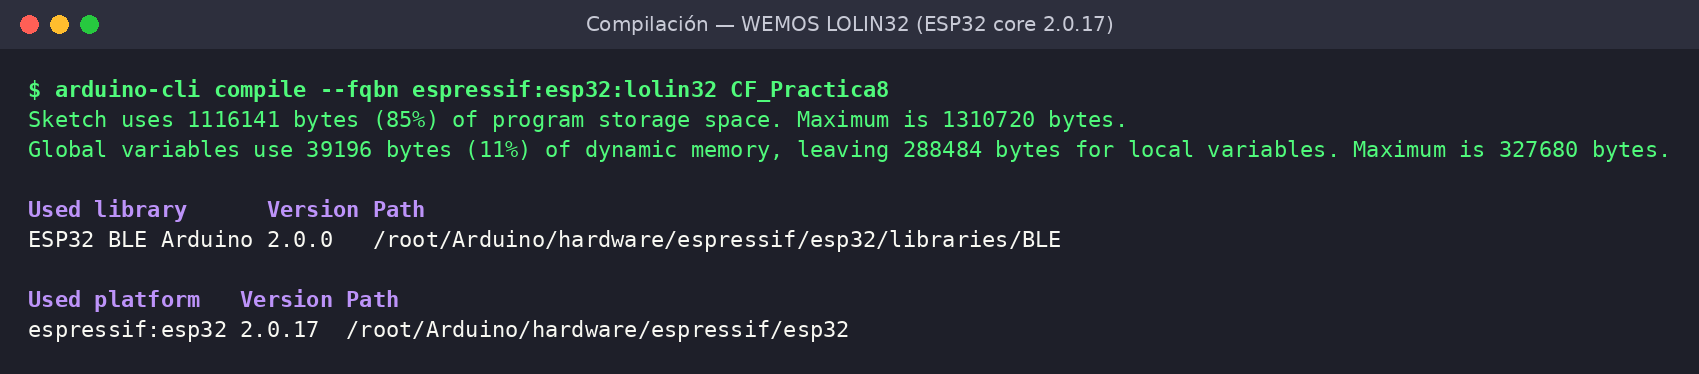 Compilación — WEMOS LOLIN32 (ESP32 core 2.0.17)
$ arduino-cli compile --fqbn espressif:esp32:lolin32 CF_Practica8
Sketch uses 1116141 bytes (85%) of program storage space. Maximum is 1310720 bytes.
Global variables use 39196 bytes (11%) of dynamic memory, leaving 288484 bytes for local variables. Maximum is 327680 bytes.
Used library      Version Path
ESP32 BLE Arduino 2.0.0   /root/Arduino/hardware/espressif/esp32/libraries/BLE
Used platform   Version Path
espressif:esp32 2.0.17  /root/Arduino/hardware/espressif/esp32